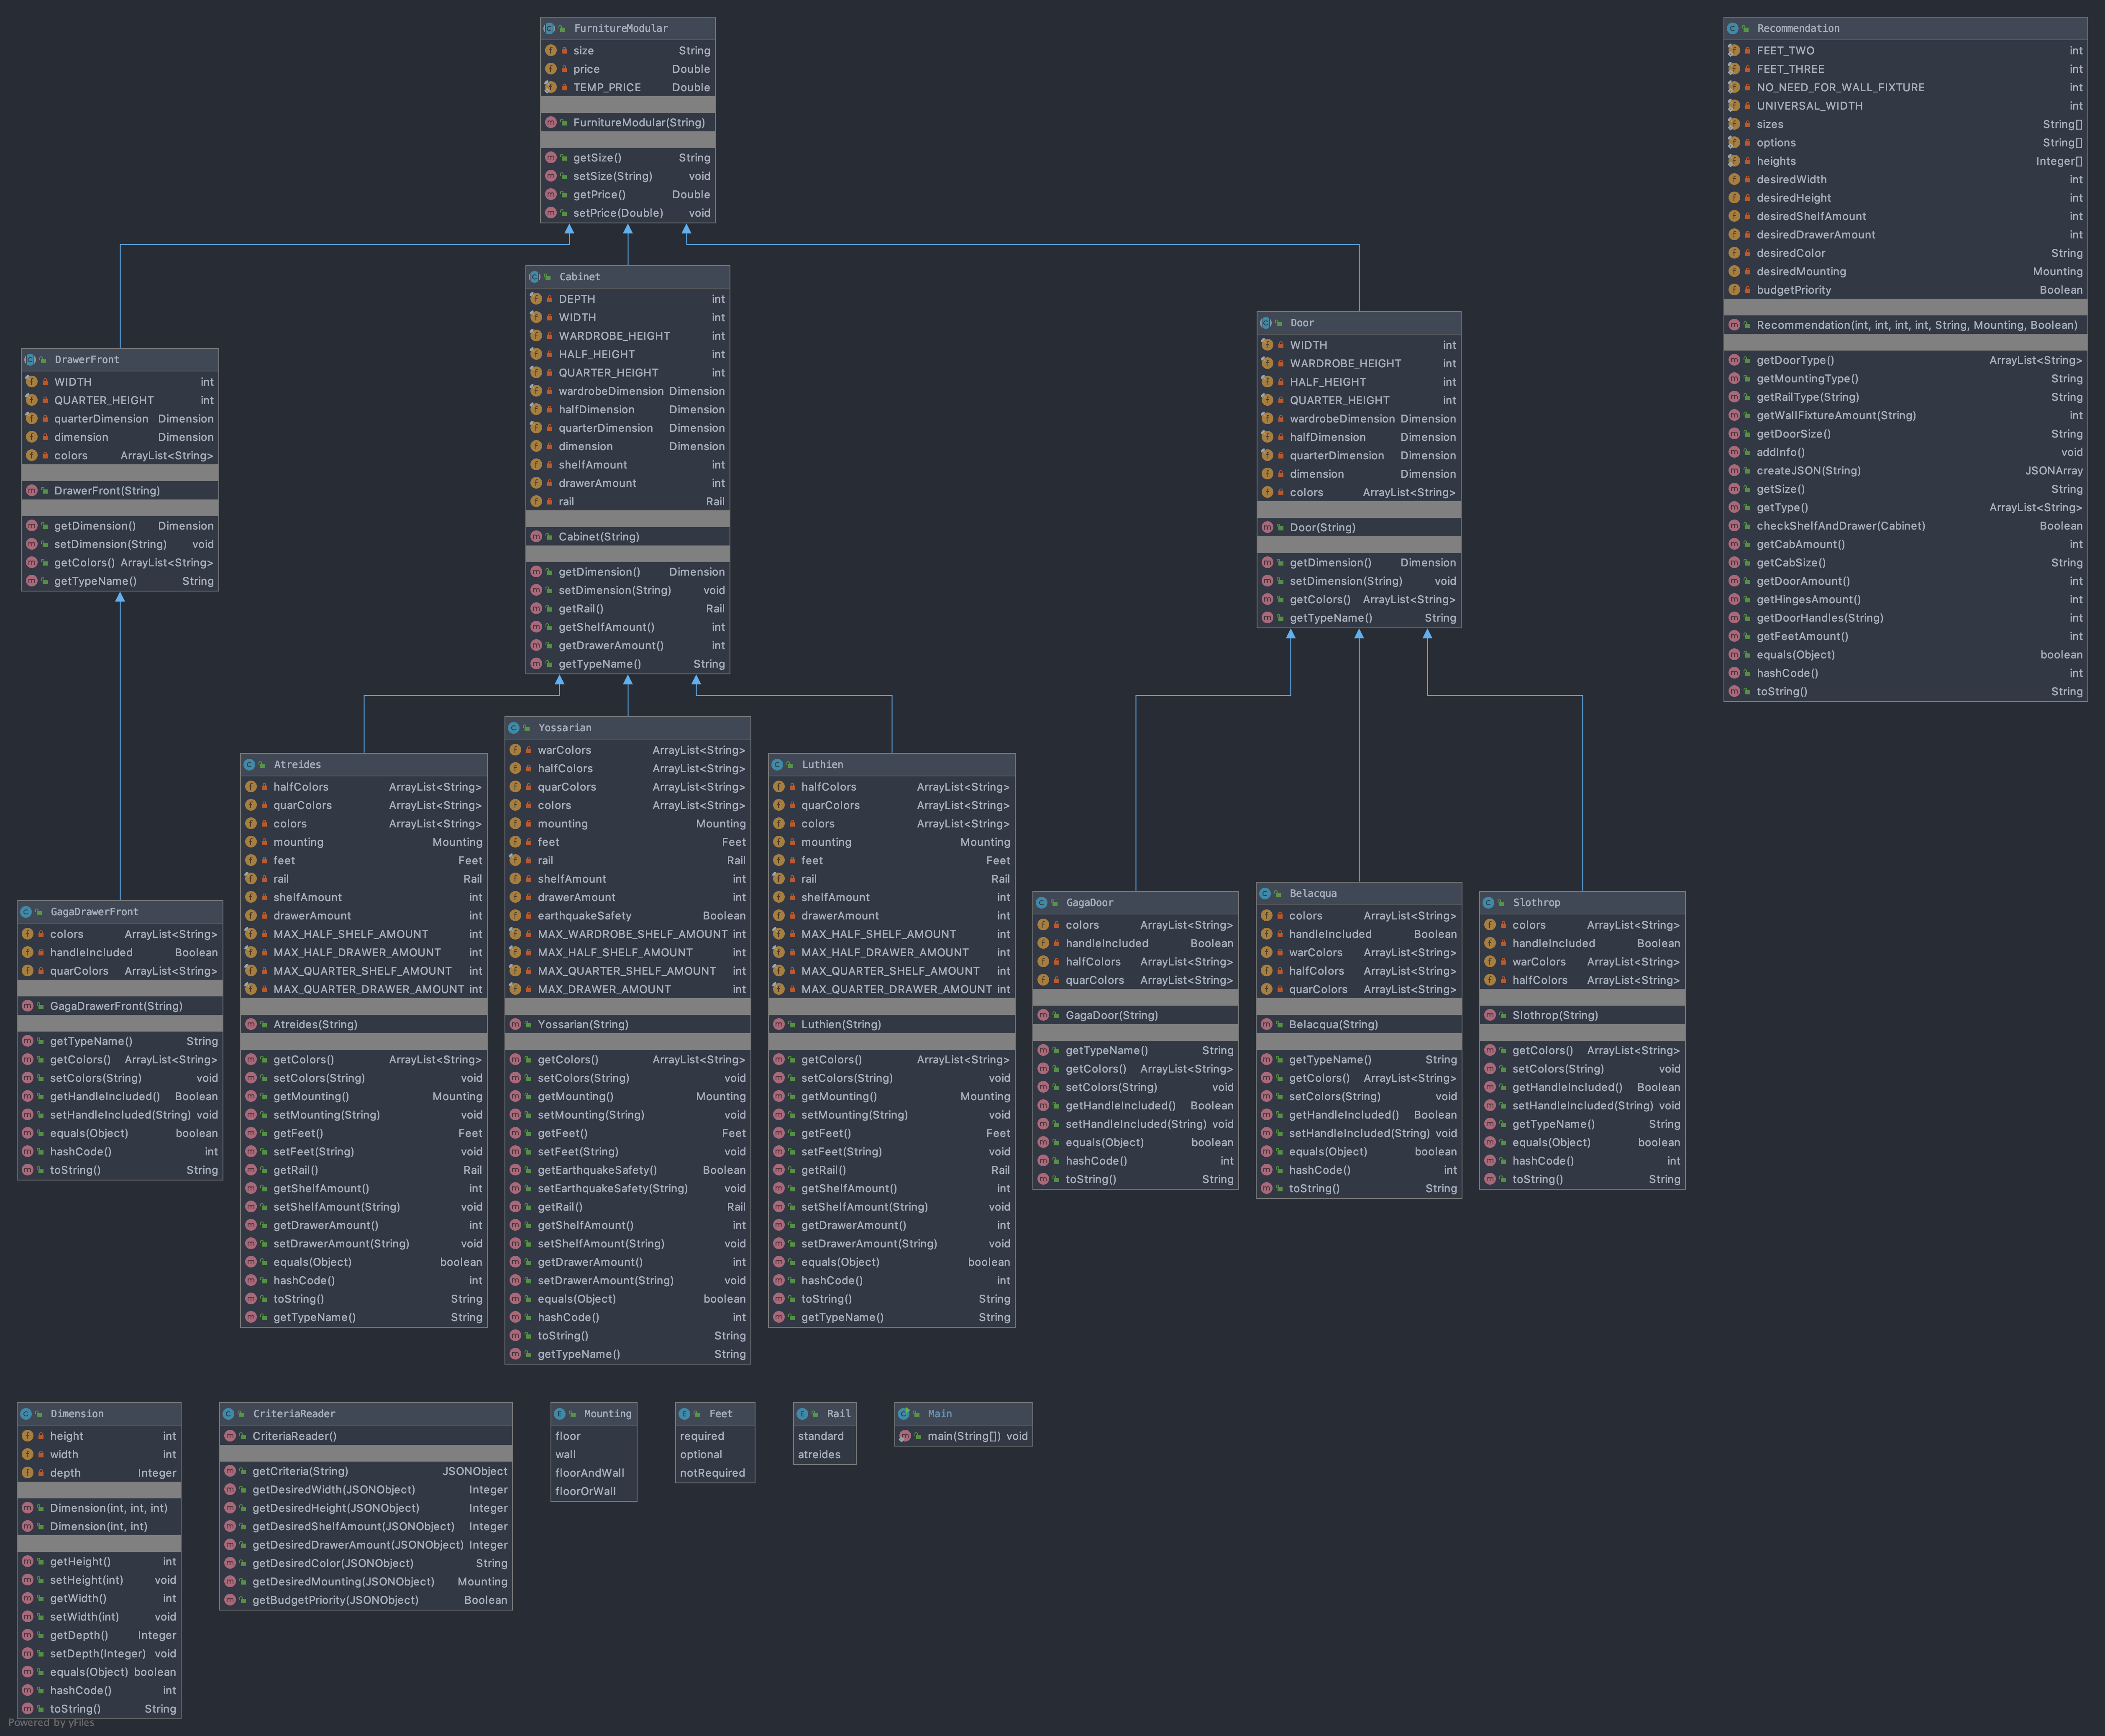 FurnitureModular
size String
price Double
TEMP_PRICE Double
FurnitureModular(String)
getSize() String
setSize(String) void
getPrice() Double
setPrice(Double) void
Recommendation
FEET_TWO int
FEET_THREE int
NO_NEED_FOR_WALL_FIXTURE int
UNIVERSAL_WIDTH int
sizes String[]
options String[]
heights Integer[]
desiredWidth int
desiredHeight int
desiredShelfAmount int
desiredDrawerAmount int
desiredColor String
desiredMounting Mounting
budgetPriority Boolean
Recommendation(int, int, int, int, String, Mounting, Boolean)
getDoorType() ArrayList<String>
getMountingType() String
getRailType(String) String
getWallFixtureAmount(String) int
getDoorSize() String
addInfo() void
createJSON(String) JSONArray
getSize() String
getType() ArrayList<String>
checkShelfAndDrawer(Cabinet) Boolean
getCabAmount() int
getCabSize() String
getDoorAmount() int
getHingesAmount() int
getDoorHandles(String) int
getFeetAmount() int
equals(Object) boolean
hashCode() int
toString() String
DrawerFront
WIDTH int
QUARTER_HEIGHT int
quarterDimension Dimension
dimension Dimension
colors ArrayList<String>
DrawerFront(String)
getDimension() Dimension
setDimension(String) void
getColors() ArrayList<String>
getTypeName() String
Cabinet
DEPTH int
WIDTH int
WARDROBE_HEIGHT int
HALF_HEIGHT int
QUARTER_HEIGHT int
wardrobeDimension Dimension
halfDimension Dimension
quarterDimension Dimension
dimension Dimension
shelfAmount int
drawerAmount int
rail Rail
Cabinet(String)
getDimension() Dimension
setDimension(String) void
getRail() Rail
getShelfAmount() int
getDrawerAmount() int
getTypeName() String
Door
WIDTH int
WARDROBE_HEIGHT int
HALF_HEIGHT int
QUARTER_HEIGHT int
wardrobeDimension Dimension
halfDimension Dimension
quarterDimension Dimension
dimension Dimension
colors ArrayList<String>
Door(String)
getDimension() Dimension
setDimension(String) void
getColors() ArrayList<String>
getTypeName() String
GagaDrawerFront
colors ArrayList<String>
handleIncluded Boolean
quarColors ArrayList<String>
GagaDrawerFront(String)
getTypeName() String
getColors() ArrayList<String>
setColors(String) void
getHandleIncluded() Boolean
setHandleIncluded(String) void
equals(Object) boolean
hashCode() int
toString() String
Atreides
halfColors ArrayList<String>
quarColors ArrayList<String>
colors ArrayList<String>
mounting Mounting
feet Feet
rail Rail
shelfAmount int
drawerAmount int
MAX_HALF_SHELF_AMOUNT int
MAX_HALF_DRAWER_AMOUNT int
MAX_QUARTER_SHELF_AMOUNT int
MAX_QUARTER_DRAWER_AMOUNT int
Atreides(String)
getColors() ArrayList<String>
setColors(String) void
getMounting() Mounting
setMounting(String) void
getFeet() Feet
setFeet(String) void
getRail() Rail
getShelfAmount() int
setShelfAmount(String) void
getDrawerAmount() int
setDrawerAmount(String) void
equals(Object) boolean
hashCode() int
toString() String
getTypeName() String
Yossarian
warColors ArrayList<String>
halfColors ArrayList<String>
quarColors ArrayList<String>
colors ArrayList<String>
mounting Mounting
feet Feet
rail Rail
shelfAmount int
drawerAmount int
earthquakeSafety Boolean
MAX_WARDROBE_SHELF_AMOUNT int
MAX_HALF_SHELF_AMOUNT int
MAX_QUARTER_SHELF_AMOUNT int
MAX_DRAWER_AMOUNT int
Yossarian(String)
getColors() ArrayList<String>
setColors(String) void
getMounting() Mounting
setMounting(String) void
getFeet() Feet
setFeet(String) void
getEarthquakeSafety() Boolean
setEarthquakeSafety(String) void
getRail() Rail
getShelfAmount() int
setShelfAmount(String) void
getDrawerAmount() int
setDrawerAmount(String) void
equals(Object) boolean
hashCode() int
toString() String
getTypeName() String
Luthien
halfColors ArrayList<String>
quarColors ArrayList<String>
colors ArrayList<String>
mounting Mounting
feet Feet
rail Rail
shelfAmount int
drawerAmount int
MAX_HALF_SHELF_AMOUNT int
MAX_HALF_DRAWER_AMOUNT int
MAX_QUARTER_SHELF_AMOUNT int
MAX_QUARTER_DRAWER_AMOUNT int
Luthien(String)
getColors() ArrayList<String>
setColors(String) void
getMounting() Mounting
setMounting(String) void
getFeet() Feet
setFeet(String) void
getRail() Rail
getShelfAmount() int
setShelfAmount(String) void
getDrawerAmount() int
setDrawerAmount(String) void
equals(Object) boolean
hashCode() int
toString() String
getTypeName() String
GagaDoor
colors ArrayList<String>
handleIncluded Boolean
halfColors ArrayList<String>
quarColors ArrayList<String>
GagaDoor(String)
getTypeName() String
getColors() ArrayList<String>
setColors(String) void
getHandleIncluded() Boolean
setHandleIncluded(String) void
equals(Object) boolean
hashCode() int
toString() String
Belacqua
colors ArrayList<String>
handleIncluded Boolean
warColors ArrayList<String>
halfColors ArrayList<String>
quarColors ArrayList<String>
Belacqua(String)
getTypeName() String
getColors() ArrayList<String>
setColors(String) void
getHandleIncluded() Boolean
setHandleIncluded(String) void
equals(Object) boolean
hashCode() int
toString() String
Slothrop
colors ArrayList<String>
handleIncluded Boolean
warColors ArrayList<String>
halfColors ArrayList<String>
Slothrop(String)
getColors() ArrayList<String>
setColors(String) void
getHandleIncluded() Boolean
setHandleIncluded(String) void
getTypeName() String
equals(Object) boolean
hashCode() int
toString() String
Dimension
height int
width int
depth Integer
Dimension(int, int, int)
Dimension(int, int)
getHeight() int
setHeight(int) void
getWidth() int
setWidth(int) void
getDepth() Integer
setDepth(Integer) void
equals(Object) boolean
hashCode() int
toString() String
CriteriaReader
CriteriaReader()
getCriteria(String) JSONObject
getDesiredWidth(JSONObject) Integer
getDesiredHeight(JSONObject) Integer
getDesiredShelfAmount(JSONObject) Integer
getDesiredDrawerAmount(JSONObject) Integer
getDesiredColor(JSONObject) String
getDesiredMounting(JSONObject) Mounting
getBudgetPriority(JSONObject) Boolean
Mounting
floor
wall
floorAndWall
floorOrWall
Feet
required
optional
notRequired
Rail
standard
atreides
Main
main(String[]) void
Powered by yFiles